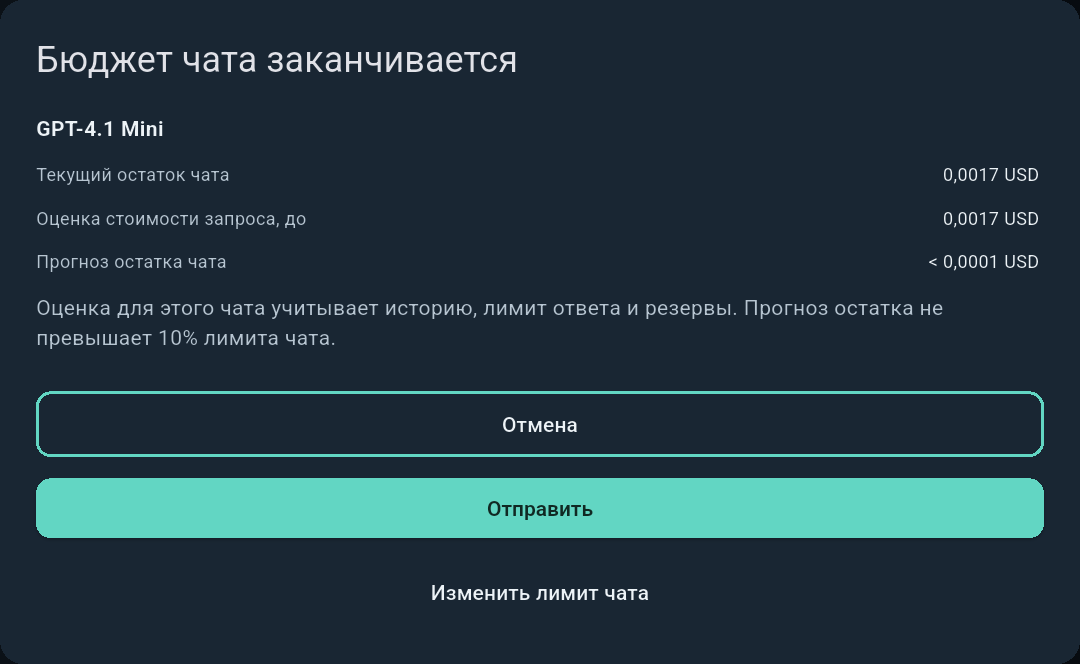 Бюджет чата заканчивается
GPT-4.1 Mini
Текущий остаток чата 0,0017 USD
Оценка стоимости запроса, до 0,0017 USD
Прогноз остатка чата < 0,0001 USD
Оценка для этого чата учитывает историю, лимит ответа и резервы. Прогноз остатка не
превышает 10% лимита чата.
Отмена
Отправить
Изменить лимит чата